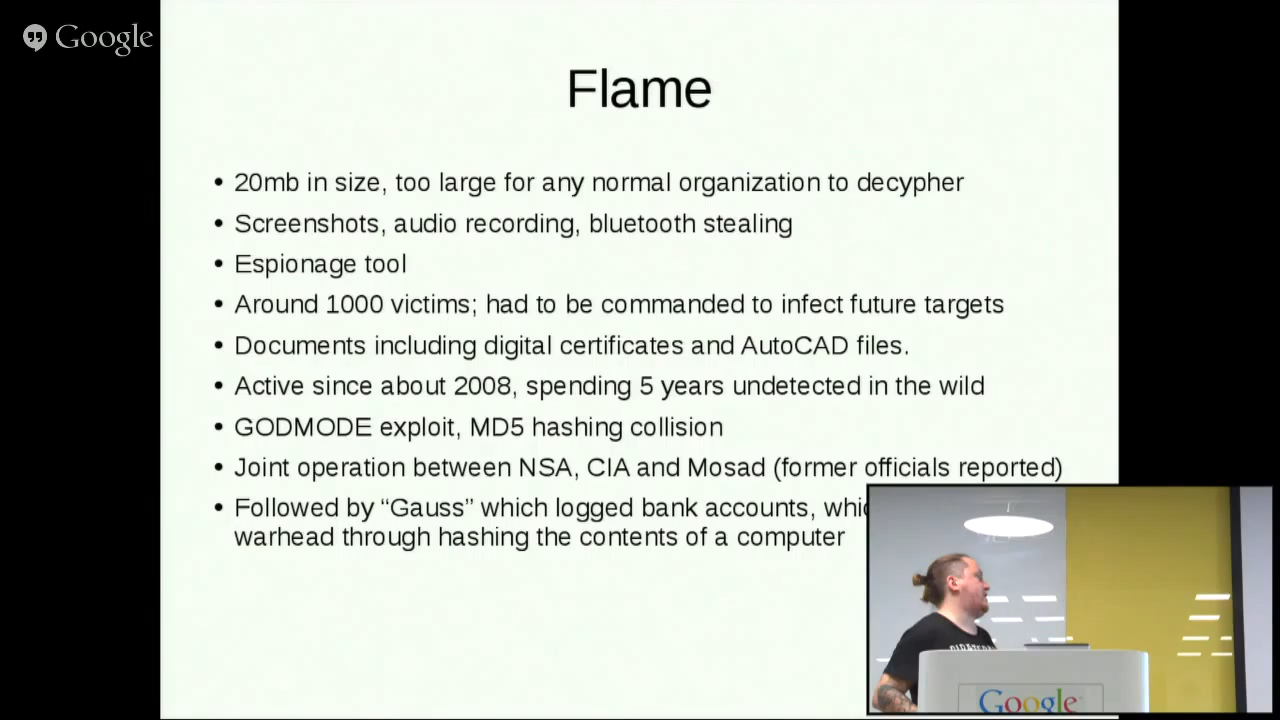 Google
Flame
• 20mb in size, too large for any normal organization to decypher
• Screenshots, audio recording, bluetooth stealing
• Espionage tool
• Around 1000 victims; had to be commanded to infect future targets
• Documents including digital certificates and AutoCAD files.
• Active since about 2008, spending 5 years undetected in the wild
• GODMODE exploit, MD5 hashing collision
• Joint operation between NSA, CIA and Mosad (former officials reported)
• Followed by “Gauss” which logged bank accounts,
warhead through hashing the contents of a computer
Google